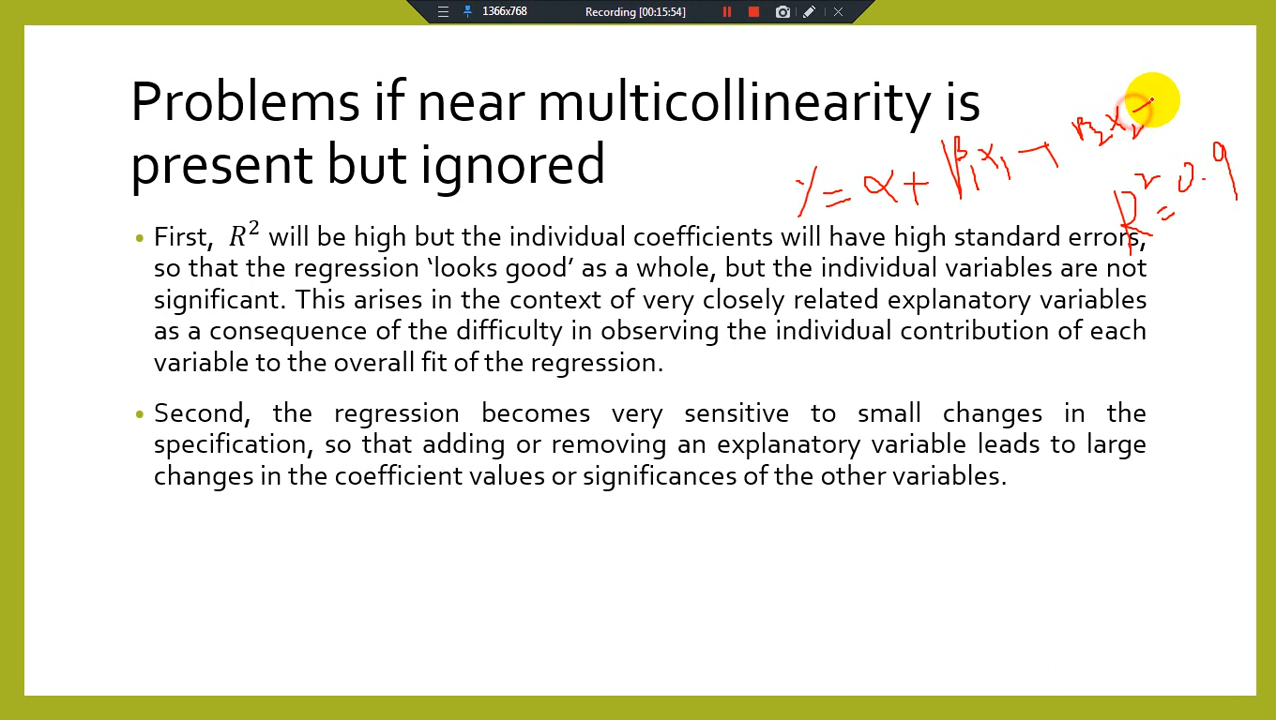 1366x768 Recording [00:15:54]
Problems if near multicollinearity is
present but ignored
y = α + β₁x₁ + β₂x₂
R² = 0.9
• First, R² will be high but the individual coefficients will have high standard errors,
so that the regression ‘looks good’ as a whole, but the individual variables are not
significant. This arises in the context of very closely related explanatory variables
as a consequence of the difficulty in observing the individual contribution of each
variable to the overall fit of the regression.
• Second, the regression becomes very sensitive to small changes in the
specification, so that adding or removing an explanatory variable leads to large
changes in the coefficient values or significances of the other variables.